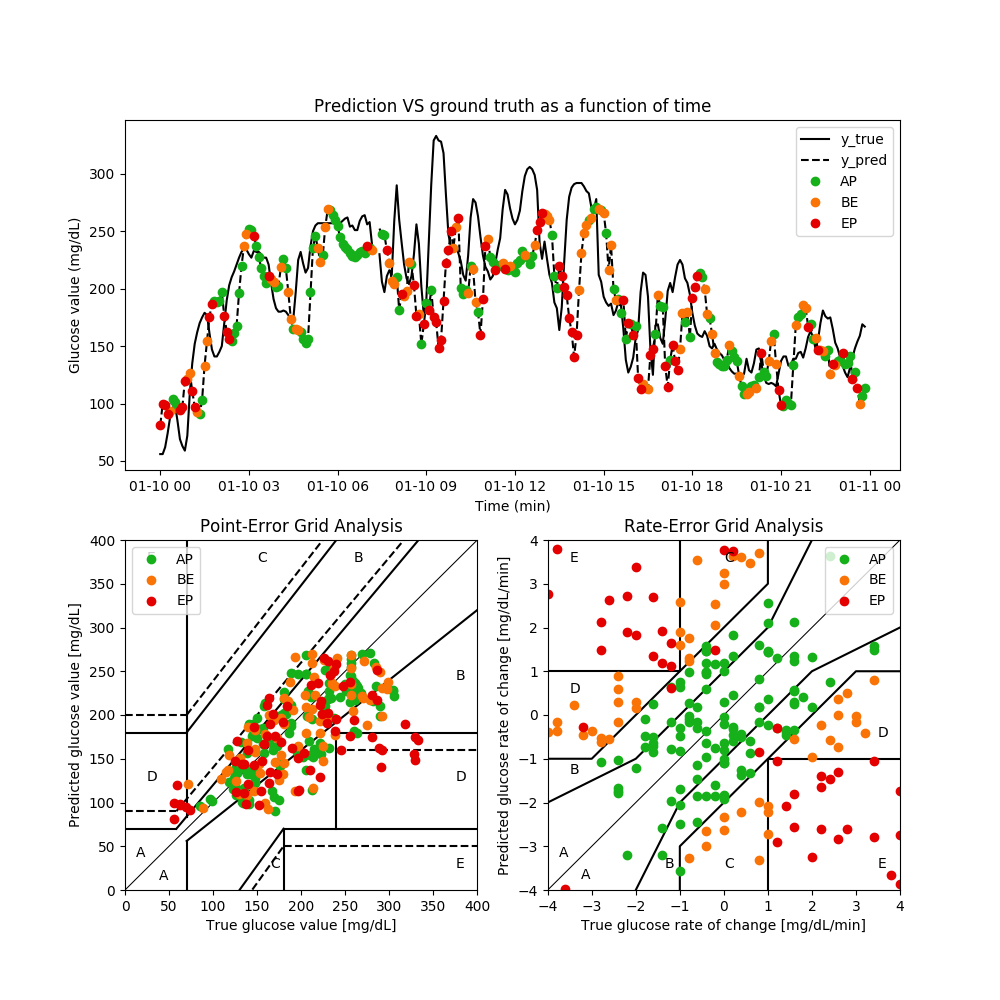 Prediction VS ground truth as a function of time
Glucose value (mg/dL)
300
250
200
150
100
50
y_true
y_pred
AP
BE
EP
01-10 00 01-10 03 01-10 06 01-10 09 01-10 12 01-10 15 01-10 18 01-10 21 01-11 00
Time (min)
Point-Error Grid Analysis
Predicted glucose value [mg/dL]
400
350
300
250
200
150
100
50
0
AP
BE
EP
C B
B
D D
A
A
C E
0 50 100 150 200 250 300 350 400
True glucose value [mg/dL]
Rate-Error Grid Analysis
Predicted glucose rate of change [mg/dL/min]
4
3
2
1
0
−1
−2
−3
−4
AP
BE
EP
E C
D
D
B
A
A
B C E
−4 −3 −2 −1 0 1 2 3 4
True glucose rate of change [mg/dL/min]